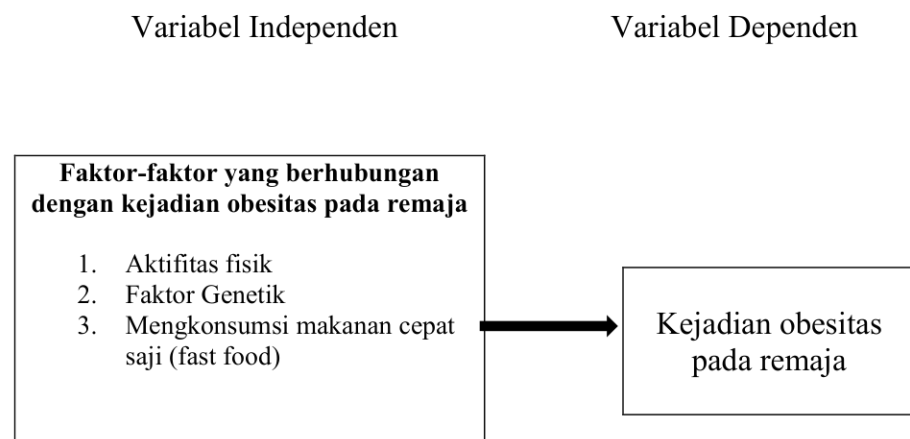 Variabel Independen
Variabel Dependen
Faktor-faktor yang berhubungan
dengan kejadian obesitas pada remaja
1. Aktifitas fisik
2. Faktor Genetik
3. Mengkonsumsi makanan cepat
saji (fast food)
Kejadian obesitas
pada remaja